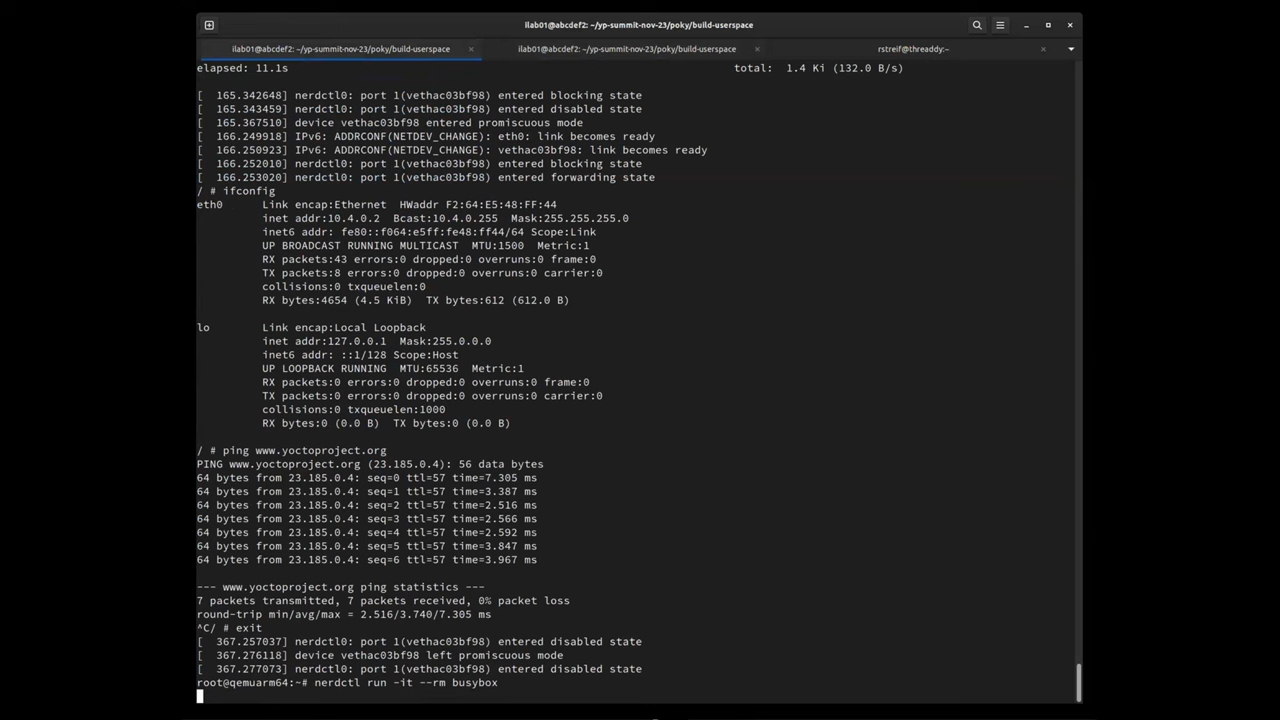 ilab01@abcdef2: ~/yp-summit-nov-23/poky/build-userspace
ilab01@abcdef2: ~/yp-summit-nov-23/poky/build-userspace × ilab01@abcdef2: ~/yp-summit-nov-23/poky/build-userspace × rstreif@threaddy:~ ×
elapsed: 11.1s total: 1.4 Ki (132.0 B/s)
[ 165.342648] nerdctl0: port 1(vethac03bf98) entered blocking state
[ 165.343459] nerdctl0: port 1(vethac03bf98) entered disabled state
[ 165.367510] device vethac03bf98 entered promiscuous mode
[ 166.249918] IPv6: ADDRCONF(NETDEV_CHANGE): eth0: link becomes ready
[ 166.250923] IPv6: ADDRCONF(NETDEV_CHANGE): vethac03bf98: link becomes ready
[ 166.252010] nerdctl0: port 1(vethac03bf98) entered blocking state
[ 166.253020] nerdctl0: port 1(vethac03bf98) entered forwarding state
/ # ifconfig
eth0 Link encap:Ethernet HWaddr F2:64:E5:48:FF:44
inet addr:10.4.0.2 Bcast:10.4.0.255 Mask:255.255.255.0
inet6 addr: fe80::f064:e5ff:fe48:ff44/64 Scope:Link
UP BROADCAST RUNNING MULTICAST MTU:1500 Metric:1
RX packets:43 errors:0 dropped:0 overruns:0 frame:0
TX packets:8 errors:0 dropped:0 overruns:0 carrier:0
collisions:0 txqueuelen:0
RX bytes:4654 (4.5 KiB) TX bytes:612 (612.0 B)
lo Link encap:Local Loopback
inet addr:127.0.0.1 Mask:255.0.0.0
inet6 addr: ::1/128 Scope:Host
UP LOOPBACK RUNNING MTU:65536 Metric:1
RX packets:0 errors:0 dropped:0 overruns:0 frame:0
TX packets:0 errors:0 dropped:0 overruns:0 carrier:0
collisions:0 txqueuelen:1000
RX bytes:0 (0.0 B) TX bytes:0 (0.0 B)
/ # ping www.yoctoproject.org
PING www.yoctoproject.org (23.185.0.4): 56 data bytes
64 bytes from 23.185.0.4: seq=0 ttl=57 time=7.305 ms
64 bytes from 23.185.0.4: seq=1 ttl=57 time=3.387 ms
64 bytes from 23.185.0.4: seq=2 ttl=57 time=2.516 ms
64 bytes from 23.185.0.4: seq=3 ttl=57 time=2.566 ms
64 bytes from 23.185.0.4: seq=4 ttl=57 time=2.592 ms
64 bytes from 23.185.0.4: seq=5 ttl=57 time=3.847 ms
64 bytes from 23.185.0.4: seq=6 ttl=57 time=3.967 ms
--- www.yoctoproject.org ping statistics ---
7 packets transmitted, 7 packets received, 0% packet loss
round-trip min/avg/max = 2.516/3.740/7.305 ms
^C/ # exit
[ 367.257037] nerdctl0: port 1(vethac03bf98) entered disabled state
[ 367.276118] device vethac03bf98 left promiscuous mode
[ 367.277073] nerdctl0: port 1(vethac03bf98) entered disabled state
root@qemuarm64:~# nerdctl run -it --rm busybox